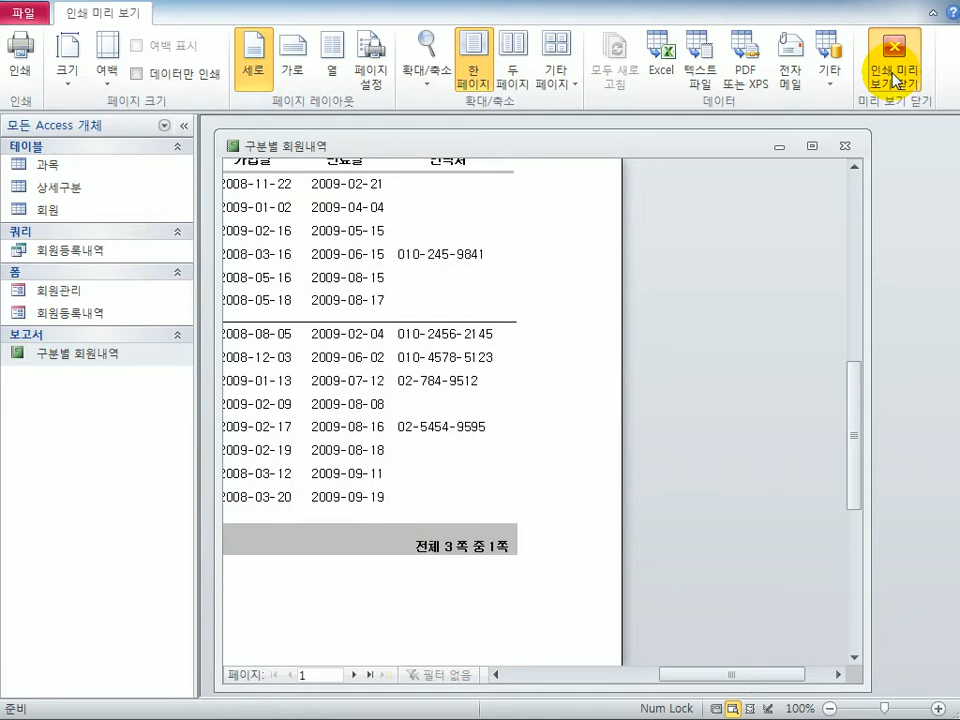 파일 인쇄 미리 보기
인쇄 크기 여백 여백 표시 데이터만 인쇄 세로 가로 열 페이지 설정 확대/축소 한 페이지 두 페이지 기타 페이지 모두 새로 고침 Excel 텍스트 파일 PDF 또는 XPS 전자 메일 기타 인쇄 미리 보기 닫기
인쇄 페이지 크기 페이지 레이아웃 확대/축소 데이터 미리 보기 닫기
모든 Access 개체
테이블
과목
상세구분
회원
쿼리
회원등록내역
폼
회원관리
회원등록내역
보고서
구분별 회원내역
구분별 회원내역
가입일 만료일 연락처
2008-11-22 2009-02-21
2009-01-02 2009-04-04
2009-02-16 2009-05-15
2008-03-16 2009-06-15 010-245-9841
2008-05-16 2009-08-15
2008-05-18 2009-08-17
2008-08-05 2009-02-04 010-2456-2145
2008-12-03 2009-06-02 010-4578-5123
2009-01-13 2009-07-12 02-784-9512
2009-02-09 2009-08-08
2009-02-17 2009-08-16 02-5454-9595
2009-02-19 2009-08-18
2008-03-12 2009-09-11
2008-03-20 2009-09-19
전체 3 쪽 중 1쪽
페이지: 1 필터 없음
준비 Num Lock 100%